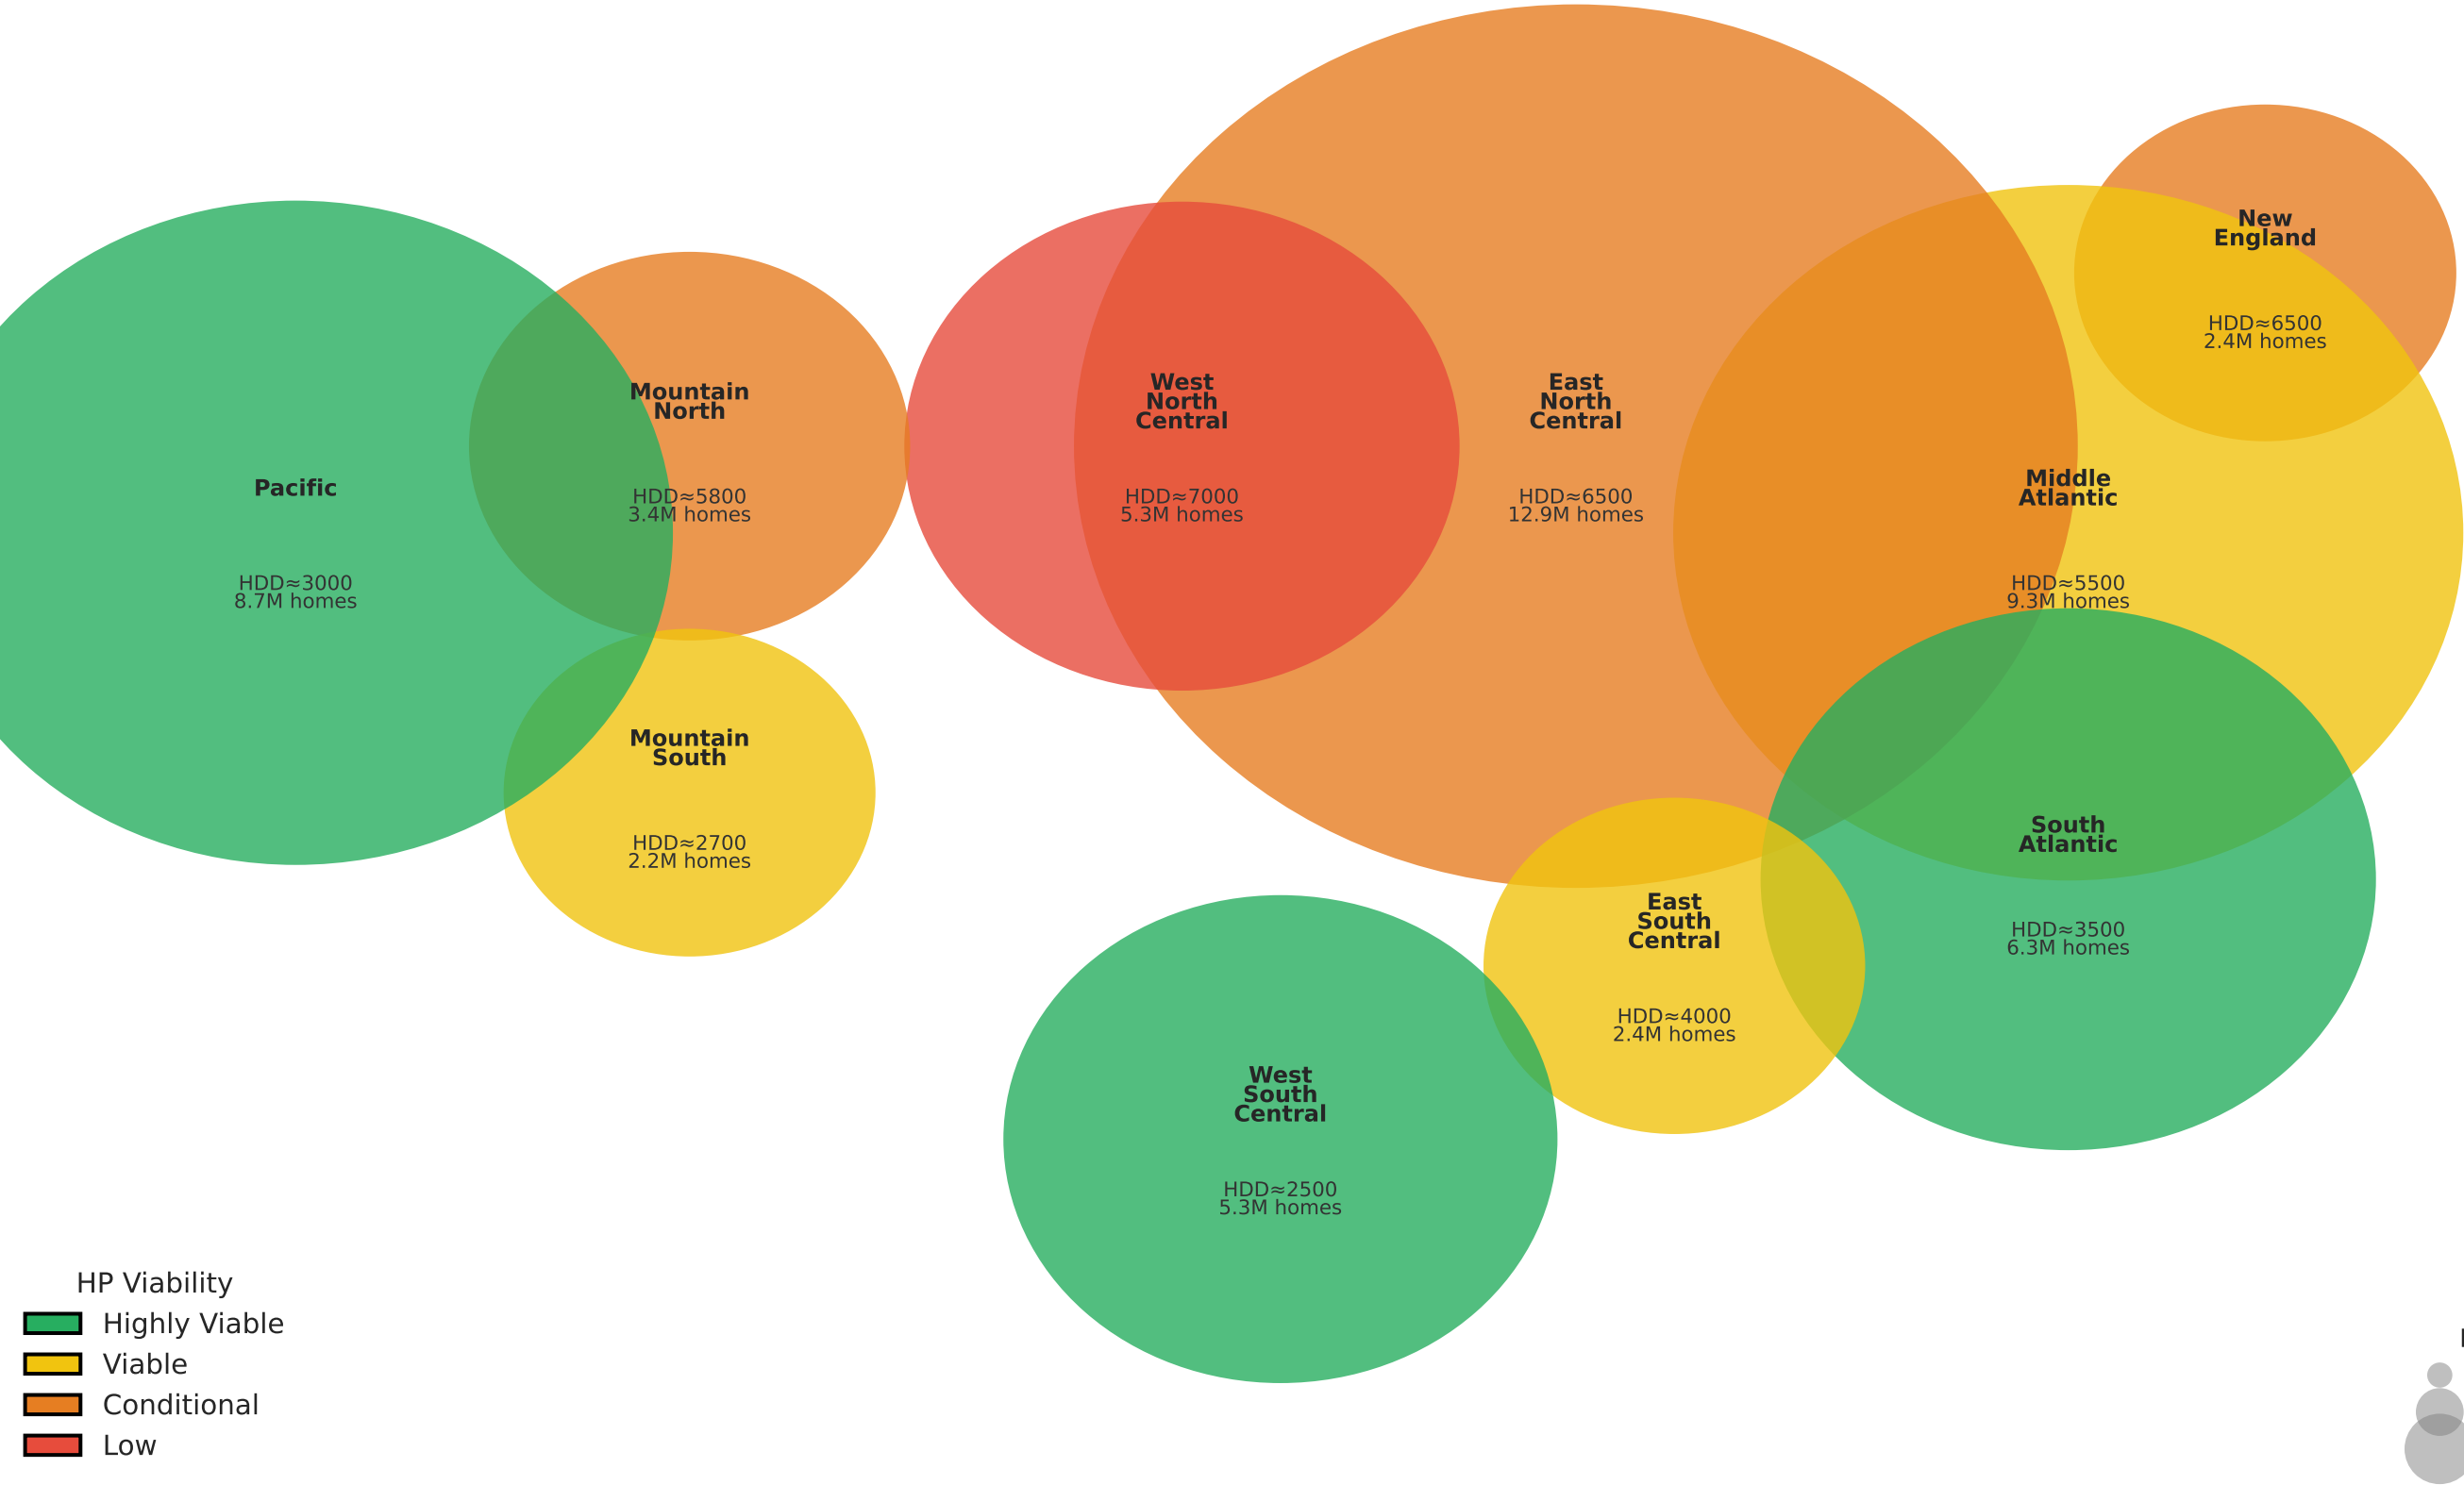 New
England
HDD≈6500
2.4M homes
Mountain
North
HDD≈5800
3.4M homes
West
North
Central
HDD≈7000
5.3M homes
East
North
Central
HDD≈6500
12.9M homes
Pacific
HDD≈3000
8.7M homes
Middle
Atlantic
HDD≈5500
9.3M homes
Mountain
South
HDD≈2700
2.2M homes
South
Atlantic
HDD≈3500
6.3M homes
East
South
Central
HDD≈4000
2.4M homes
West
South
Central
HDD≈2500
5.3M homes
HP Viability
Highly Viable
Viable
Conditional
Low